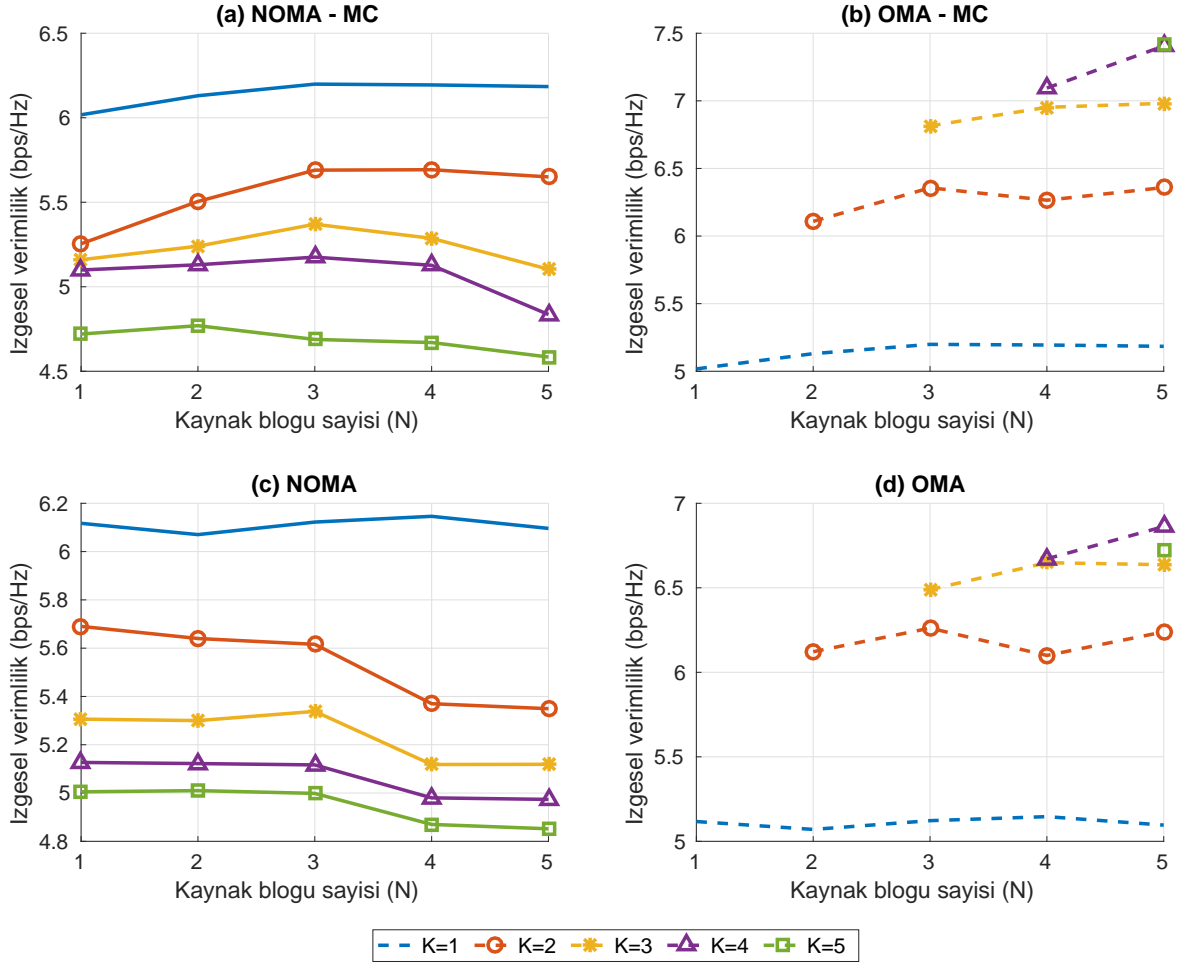 (a) NOMA - MC
6.5
6
5.5
5
4.5
1 2 3 4 5
Izgesel verimlilik (bps/Hz)
Kaynak blogu sayisi (N)
(b) OMA - MC
7.5
7
6.5
6
5.5
5
1 2 3 4 5
Izgesel verimlilik (bps/Hz)
Kaynak blogu sayisi (N)
(c) NOMA
6.2
6
5.8
5.6
5.4
5.2
5
4.8
1 2 3 4 5
Izgesel verimlilik (bps/Hz)
Kaynak blogu sayisi (N)
(d) OMA
7
6.5
6
5.5
5
1 2 3 4 5
Izgesel verimlilik (bps/Hz)
Kaynak blogu sayisi (N)
K=1 K=2 K=3 K=4 K=5